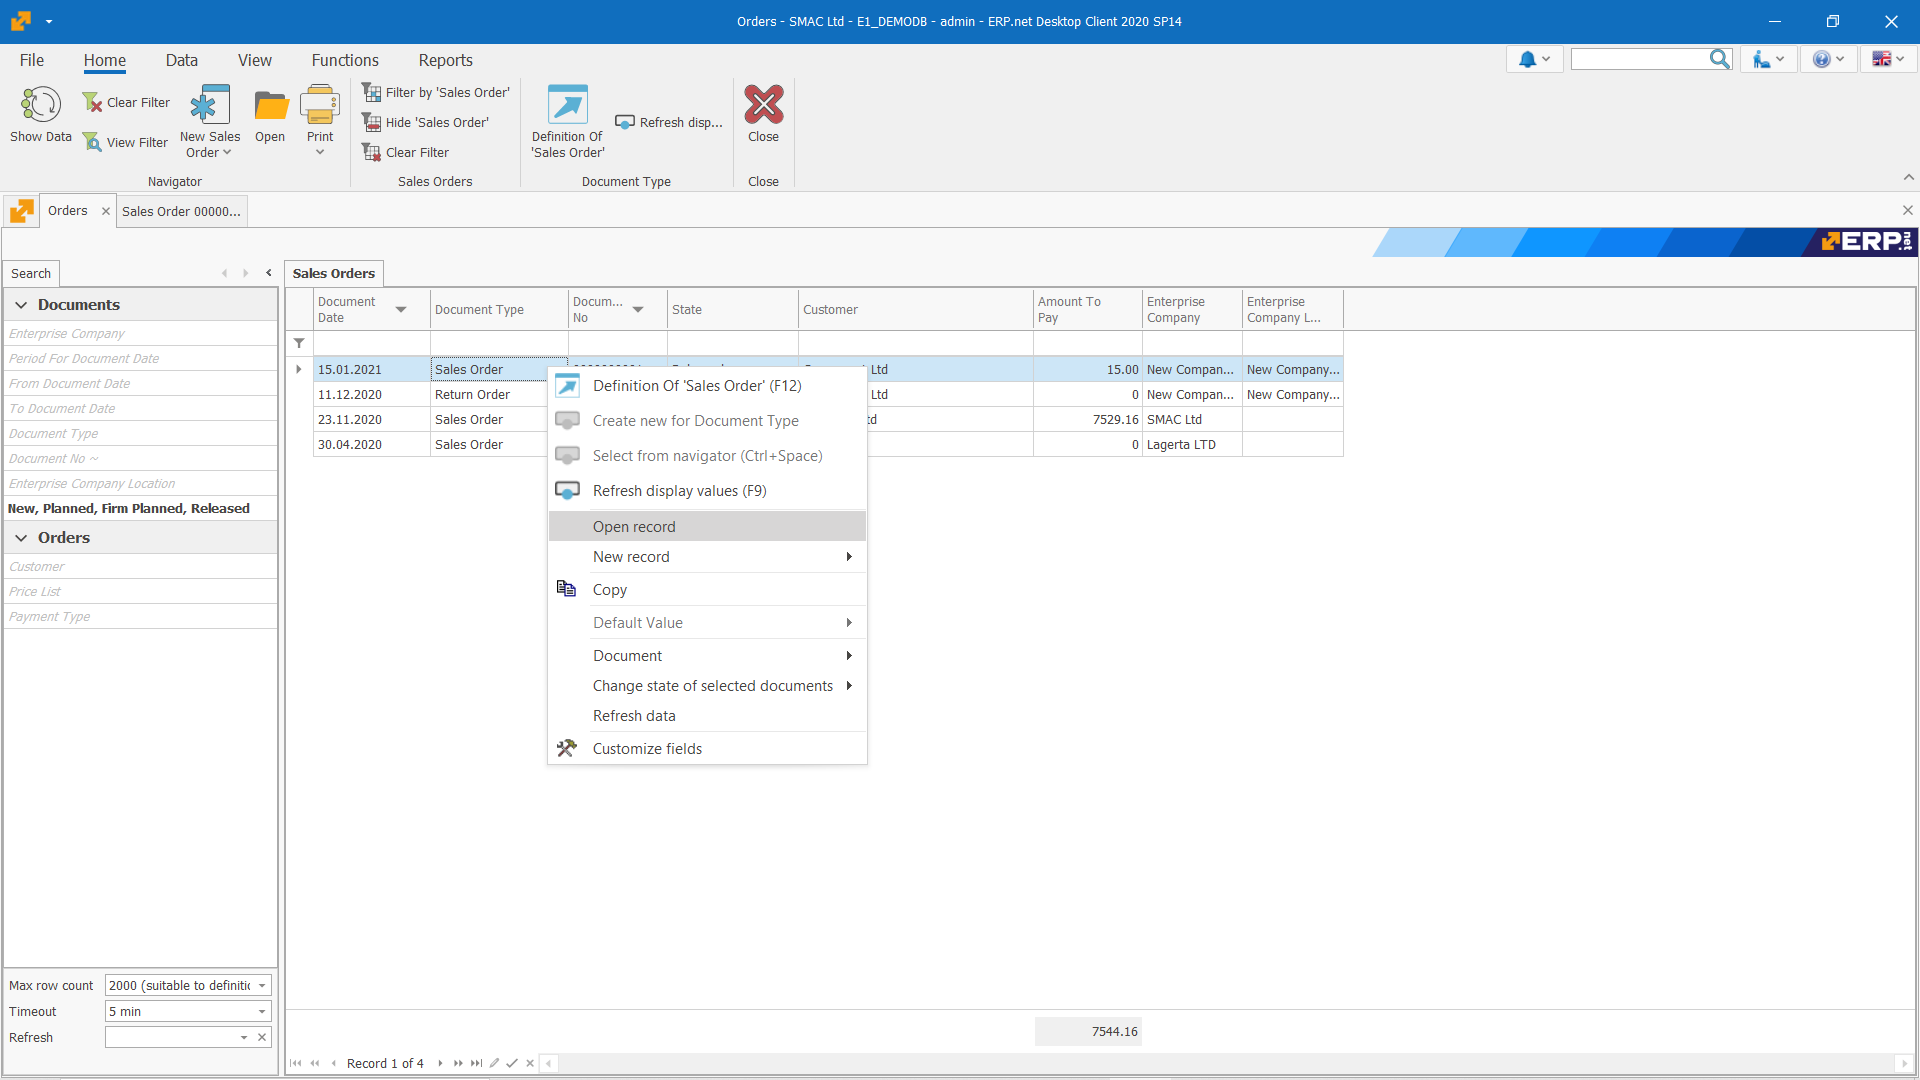 Orders - SMAC Ltd - E1_DEMODB - admin - ERP.net Desktop Client 2020 SP14
File Home Data View Functions Reports
Show Data
Clear Filter
View Filter
New Sales
Order
Open
Print
Navigator
Filter by 'Sales Order'
Hide 'Sales Order'
Clear Filter
Sales Orders
Definition Of
'Sales Order'
Refresh disp...
Document Type
Close
Close
Orders
Sales Order 00000...
ERP.net
Search
Documents
Enterprise Company
Period For Document Date
From Document Date
To Document Date
Document Type
Document No ~
Enterprise Company Location
New, Planned, Firm Planned, Released
Orders
Customer
Price List
Payment Type
Max row count 2000 (suitable to definitic
Timeout 5 min
Refresh
Sales Orders
Document
Date
Document Type
Docum...
No
State
Customer
Amount To
Pay
Enterprise
Company
Enterprise
Company L...
15.01.2021 Sales Order Ltd 15.00 New Compan... New Company...
11.12.2020 Return Order Ltd 0 New Compan... New Company...
23.11.2020 Sales Order 7529.16 SMAC Ltd
30.04.2020 Sales Order 0 Lagerta LTD
Definition Of 'Sales Order' (F12)
Create new for Document Type
Select from navigator (Ctrl+Space)
Refresh display values (F9)
Open record
New record
Copy
Default Value
Document
Change state of selected documents
Refresh data
Customize fields
7544.16
Record 1 of 4